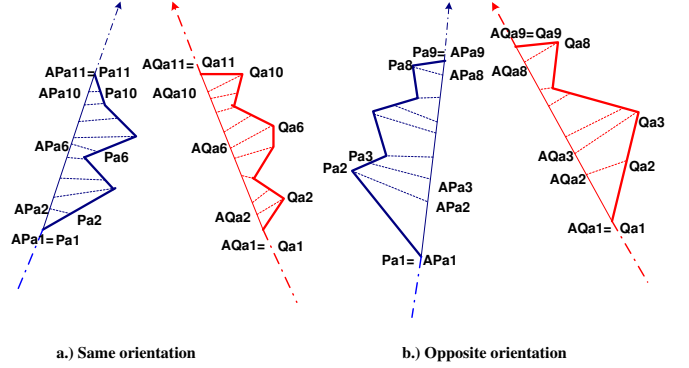 APa11= Pa11
APa10 Pa10
APa6
Pa6
APa2
Pa2
APa1=Pa1
AQa11= Qa11
Qa10
AQa10
Qa6
AQa6
Qa2
AQa2
AQa1= Qa1
Pa9= APa9
Pa8
APa8
Pa3
Pa2
APa3
APa2
Pa1= APa1
AQa9= Qa9
Qa8
AQa8
Qa3
AQa3
Qa2
AQa2
AQa1= Qa1
a.) Same orientation
b.) Opposite orientation